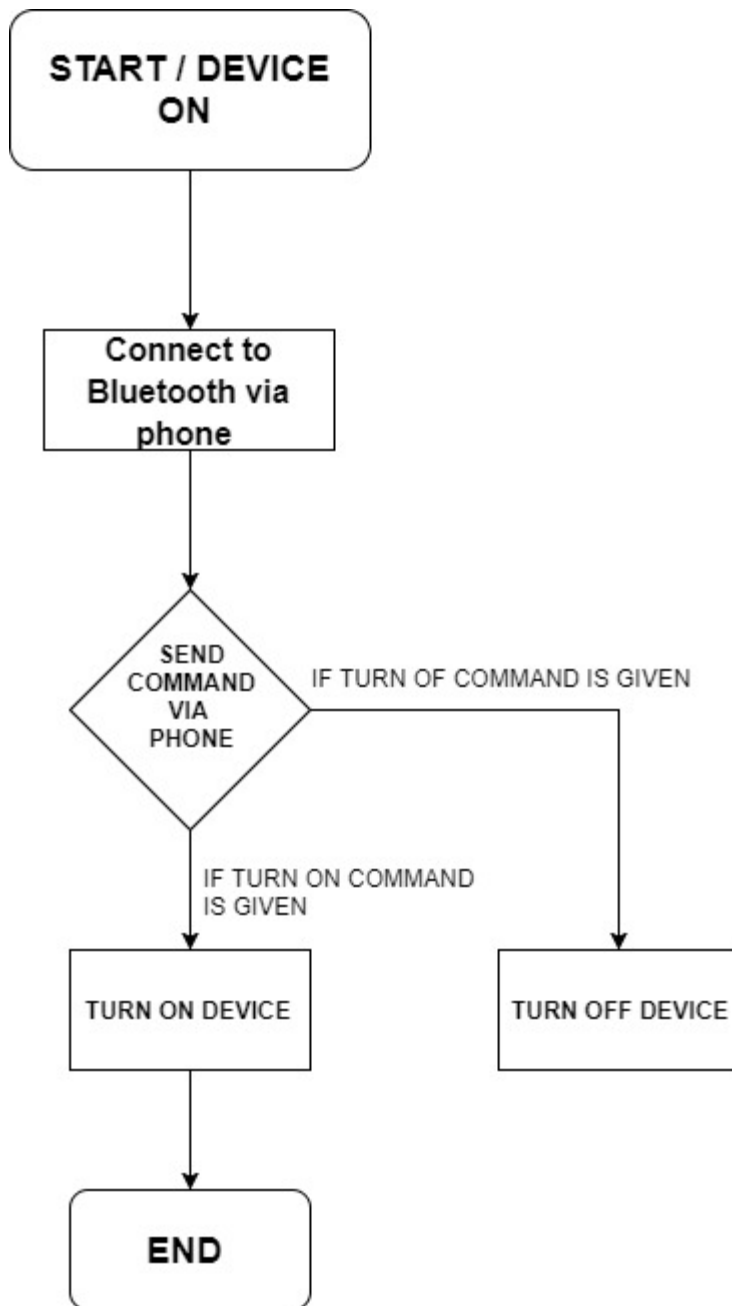 START / DEVICE
ON
Connect to
Bluetooth via
phone
SEND
COMMAND
VIA
PHONE
IF TURN OF COMMAND IS GIVEN
IF TURN ON COMMAND
IS GIVEN
TURN ON DEVICE
TURN OFF DEVICE
END